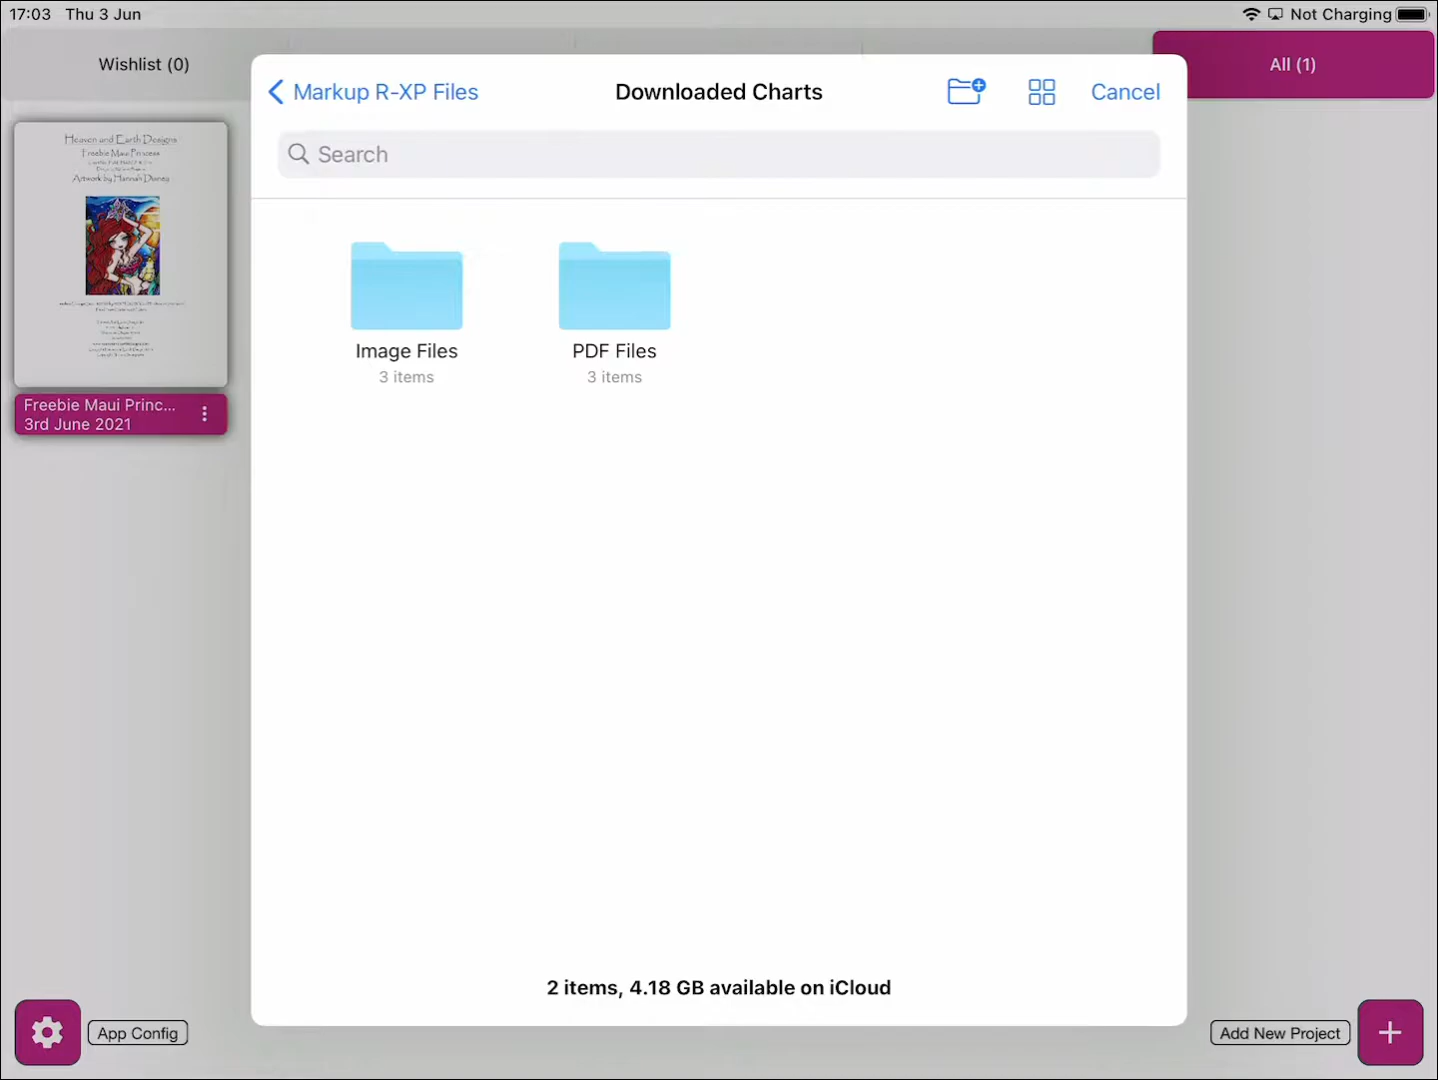 17:03 Thu 3 Jun
Not Charging
Wishlist (0)
All (1)
Markup R-XP Files
Downloaded Charts
Cancel
Search
Heaven and Earth Designs
Freebie Maui Princess
Artwork by Hannah Disney
Freebie Maui Princ...
3rd June 2021
Image Files
3 items
PDF Files
3 items
2 items, 4.18 GB available on iCloud
App Config
Add New Project